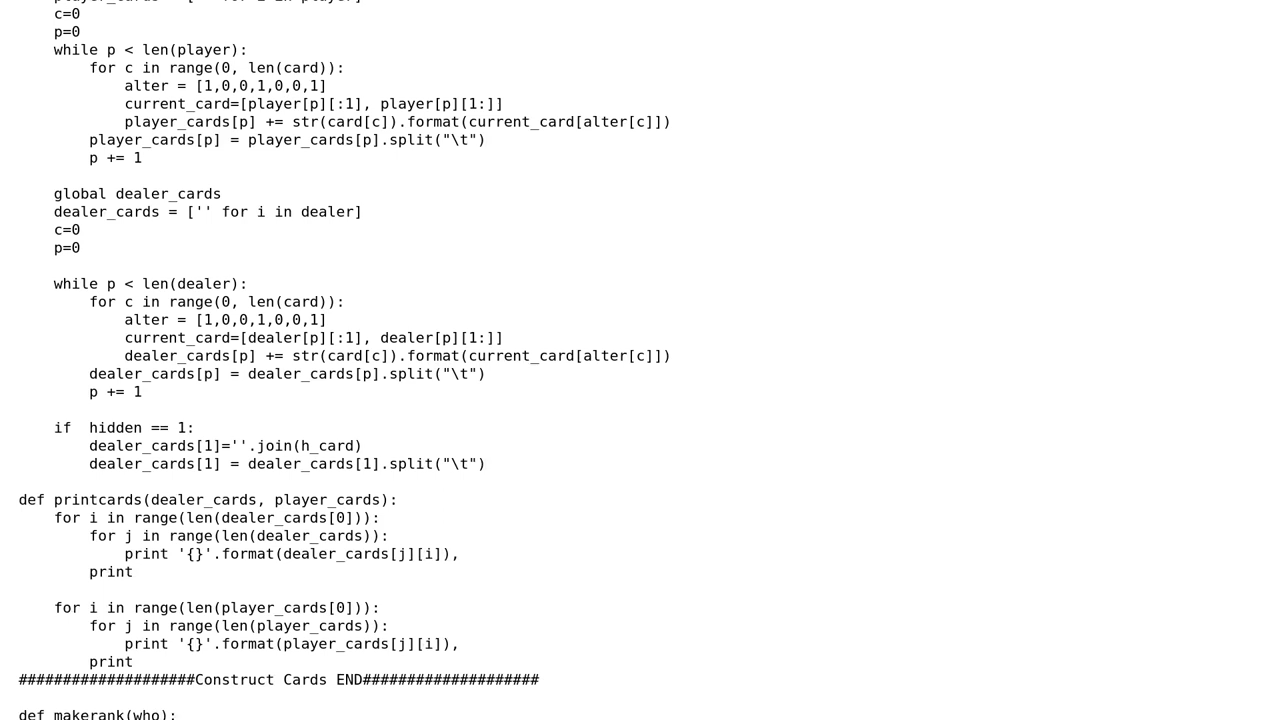 c=0
    p=0
    while p < len(player):
        for c in range(0, len(card)):
            alter = [1,0,0,1,0,0,1]
            current_card=[player[p][:1], player[p][1:]]
            player_cards[p] += str(card[c]).format(current_card[alter[c]])
        player_cards[p] = player_cards[p].split("\t")
        p += 1

    global dealer_cards
    dealer_cards = ['' for i in dealer]
    c=0
    p=0

    while p < len(dealer):
        for c in range(0, len(card)):
            alter = [1,0,0,1,0,0,1]
            current_card=[dealer[p][:1], dealer[p][1:]]
            dealer_cards[p] += str(card[c]).format(current_card[alter[c]])
        dealer_cards[p] = dealer_cards[p].split("\t")
        p += 1

    if  hidden == 1:
        dealer_cards[1]=''.join(h_card)
        dealer_cards[1] = dealer_cards[1].split("\t")

def printcards(dealer_cards, player_cards):
    for i in range(len(dealer_cards[0])):
        for j in range(len(dealer_cards)):
            print '{}'.format(dealer_cards[j][i]),
        print

    for i in range(len(player_cards[0])):
        for j in range(len(player_cards)):
            print '{}'.format(player_cards[j][i]),
        print
####################Construct Cards END####################

def makerank(who):